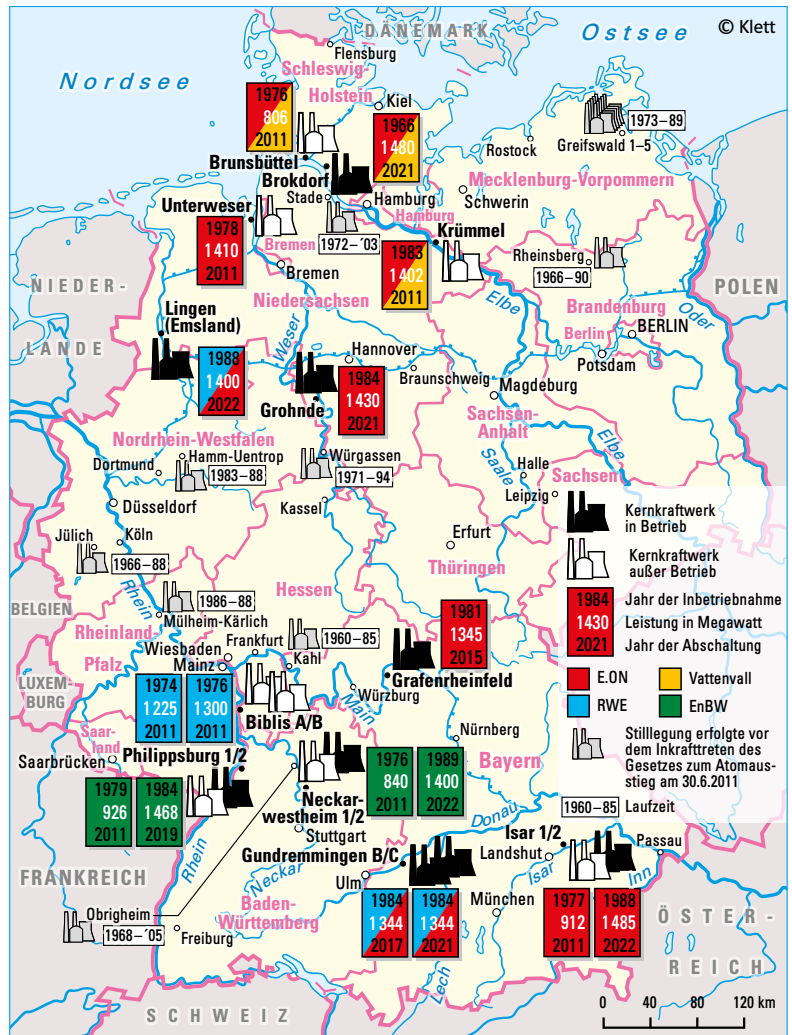 © Klett
DÄNEMARK
Ostsee
Nordsee
Flensburg
Schleswig-
Holstein
Kiel
1976
806
2011
1966
1480
2021
1973–89
Greifswald 1–5
Rostock
Brunsbüttel
Brokdorf
Mecklenburg-Vorpommern
Schwerin
Stade
Hamburg
Hamburg
Unterweser
1972–'03
Krümmel
Bremen
Bremen
1978
1410
2011
1983
1402
2011
Rheinsberg
1966–90
NIEDER-
LANDE
POLEN
Niedersachsen
Elbe
Brandenburg
Oder
Berlin
BERLIN
Potsdam
Lingen
(Emsland)
Weser
Hannover
Braunschweig
Magdeburg
1988
1400
2022
Grohnde
1984
1430
2021
Sachsen-
Anhalt
Elbe
Saale
Nordrhein-Westfalen
Hamm-Uentrop
Dortmund
1983–88
Würgassen
1971–94
Halle
Leipzig
Sachsen
Düsseldorf
Kassel
Jülich
Köln
1966–88
Erfurt
Thüringen
Hessen
Rhein
1986–88
Mülheim-Kärlich
BELGIEN
Rheinland-
Pfalz
Wiesbaden
Mainz
Frankfurt
1960–85
Kahl
1981
1345
2015
Grafenrheinfeld
Würzburg
Main
LUXEM-
BURG
1974
1225
2011
1976
1300
2011
Biblis A/B
Nürnberg
Bayern
Saar-
land
Saarbrücken
Philippsburg 1/2
1979
926
2011
1984
1468
2019
1976
840
2011
1989
1400
2022
Neckar-
westheim 1/2
Stuttgart
Donau
FRANKREICH
Rhein
Neckar
Gundremmingen B/C
Ulm
Isar 1/2
Landshut
Isar
Inn
Passau
Baden-
Württemberg
München
Obrigheim
1968–'05
Freiburg
1984
1344
2017
1984
1344
2021
Lech
1977
912
2011
1988
1485
2022
ÖSTER-
REICH
SCHWEIZ
Kernkraftwerk
in Betrieb
Kernkraftwerk
außer Betrieb
1984 Jahr der Inbetriebnahme
1430 Leistung in Megawatt
2021 Jahr der Abschaltung
E.ON
Vattenvall
RWE
EnBW
Stilllegung erfolgte vor
dem Inkrafttreten des
Gesetzes zum Atomaus-
stieg am 30.6.2011
1960–85 Laufzeit
0 40 80 120 km